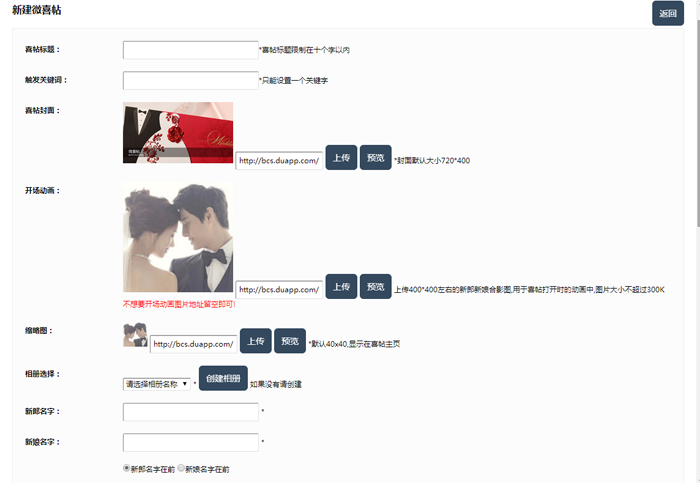 新建微喜帖
返回
喜帖标题：
*喜帖标题限制在十个字以内
触发关键词：
*只能设置一个关键字
喜帖封面：
http://bcs.duapp.com/
上传
预览
*封面默认大小720*400
开场动画：
http://bcs.duapp.com/
上传
预览
上传400*400左右的新郎新娘合影图,用于喜帖打开时的动画中,图片大小不超过300K
不想要开场动画图片地址留空即可!
缩略图：
http://bcs.duapp.com/
上传
预览
*默认40x40,显示在喜帖主页
相册选择：
请选择相册名称
*
创建相册
如果没有请创建
新郎名字：
*
新娘名字：
*
新郎名字在前 新娘名字在前